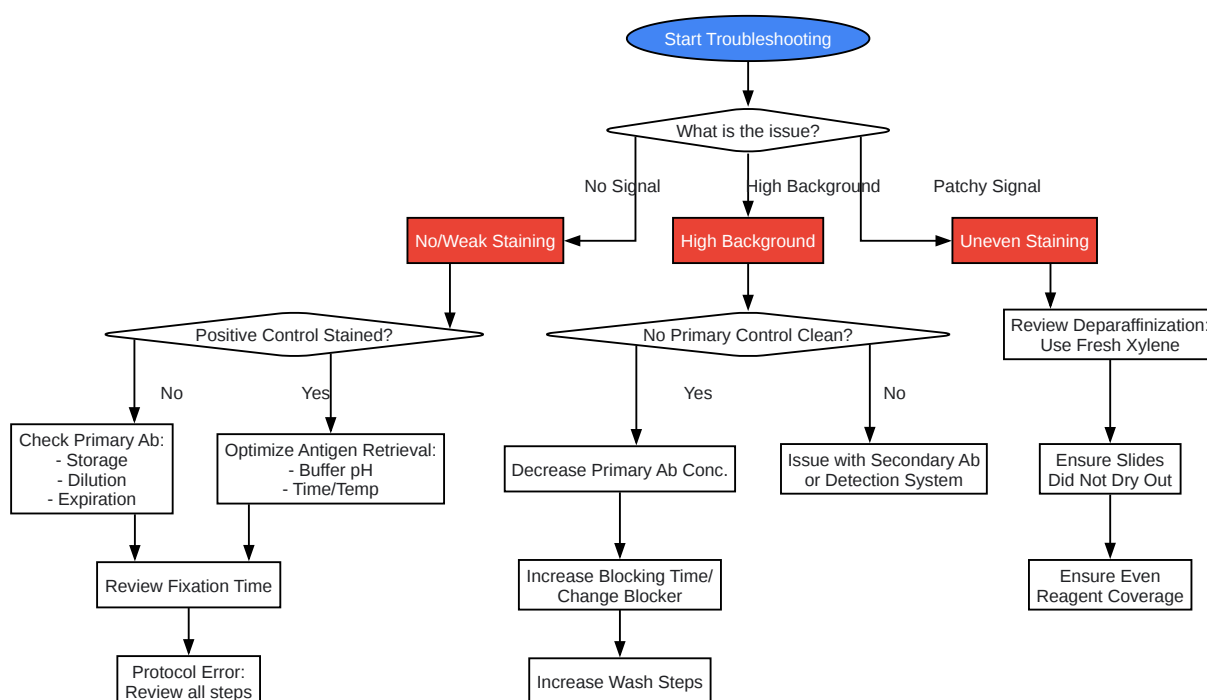 Start Troubleshooting
What is the issue?
No Signal
High Background
Patchy Signal
No/Weak Staining
High Background
Uneven Staining
Positive Control Stained?
No Primary Control Clean?
Review Deparaffinization:
Use Fresh Xylene
No
Yes
Yes
No
Check Primary Ab:
- Storage
- Dilution
- Expiration
Optimize Antigen Retrieval:
- Buffer pH
- Time/Temp
Decrease Primary Ab Conc.
Issue with Secondary Ab
or Detection System
Ensure Slides
Did Not Dry Out
Review Fixation Time
Increase Blocking Time/
Change Blocker
Ensure Even
Reagent Coverage
Protocol Error:
Review all steps
Increase Wash Steps